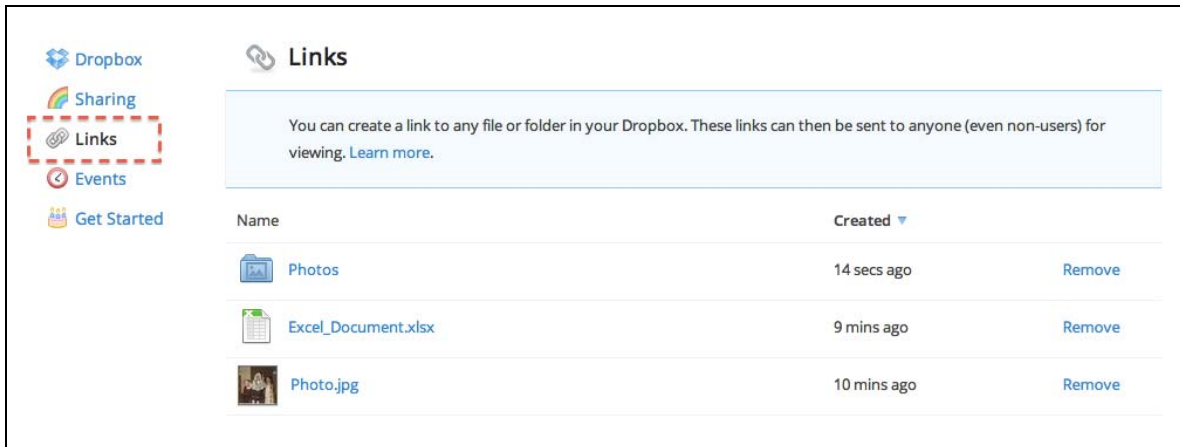 Dropbox
Sharing
Links
Events
Get Started
Links
You can create a link to any file or folder in your Dropbox. These links can then be sent to anyone (even non-users) for
viewing. Learn more.
Name Created
Photos 14 secs ago Remove
Excel_Document.xlsx 9 mins ago Remove
Photo.jpg 10 mins ago Remove